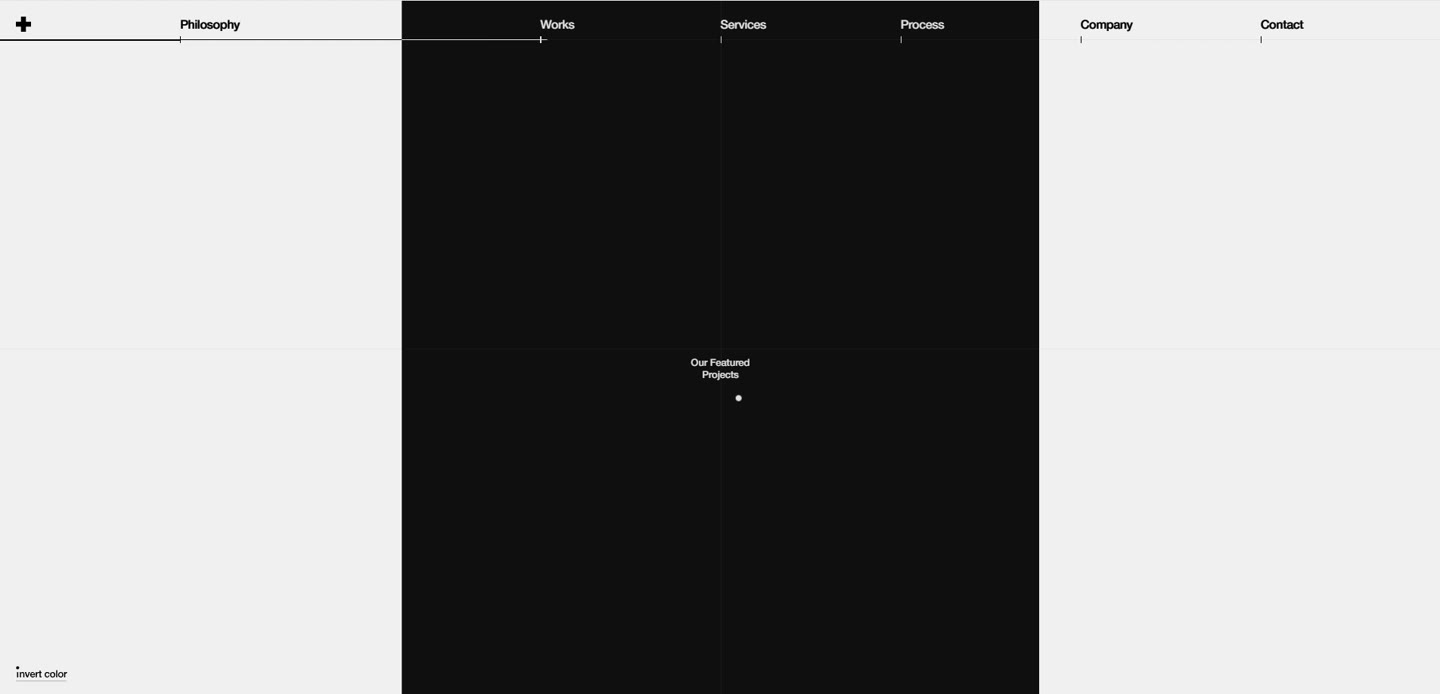 Philosophy
Works
Services
Process
Company
Contact
Our Featured
Projects
invert color